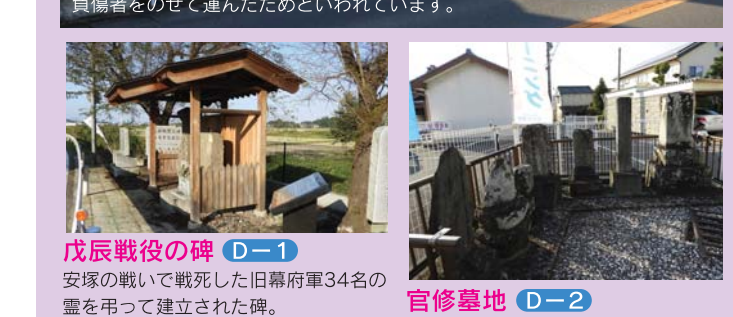 負傷者をのせて運んだためといわれています。
戊辰戦役の碑 D－1
安塚の戦いで戦死した旧幕府軍34名の
霊を弔って建立された碑。
官修墓地 D－2